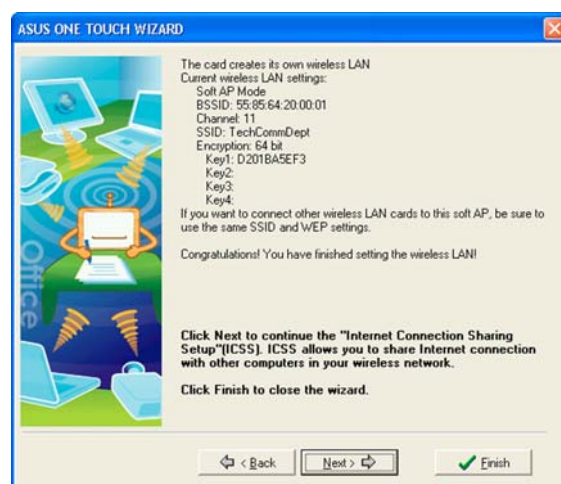 ASUS ONE TOUCH WIZARD
The card creates its own wireless LAN
Current wireless LAN settings:
Soft AP Mode
BSSID: 55:85:64:20:00:01
Channel: 11
SSID: TechCommDept
Encryption: 64 bit
Key1: D201BA5EF3
Key2:
Key3:
Key4:
If you want to connect other wireless LAN cards to this soft AP, be sure to
use the same SSID and WEP settings.
Congratulations! You have finished setting the wireless LAN!
Office
Click Next to continue the "Internet Connection Sharing
Setup"(ICSS). ICSS allows you to share Internet connection
with other computers in your wireless network.
Click Finish to close the wizard.
< Back
Next >
Finish